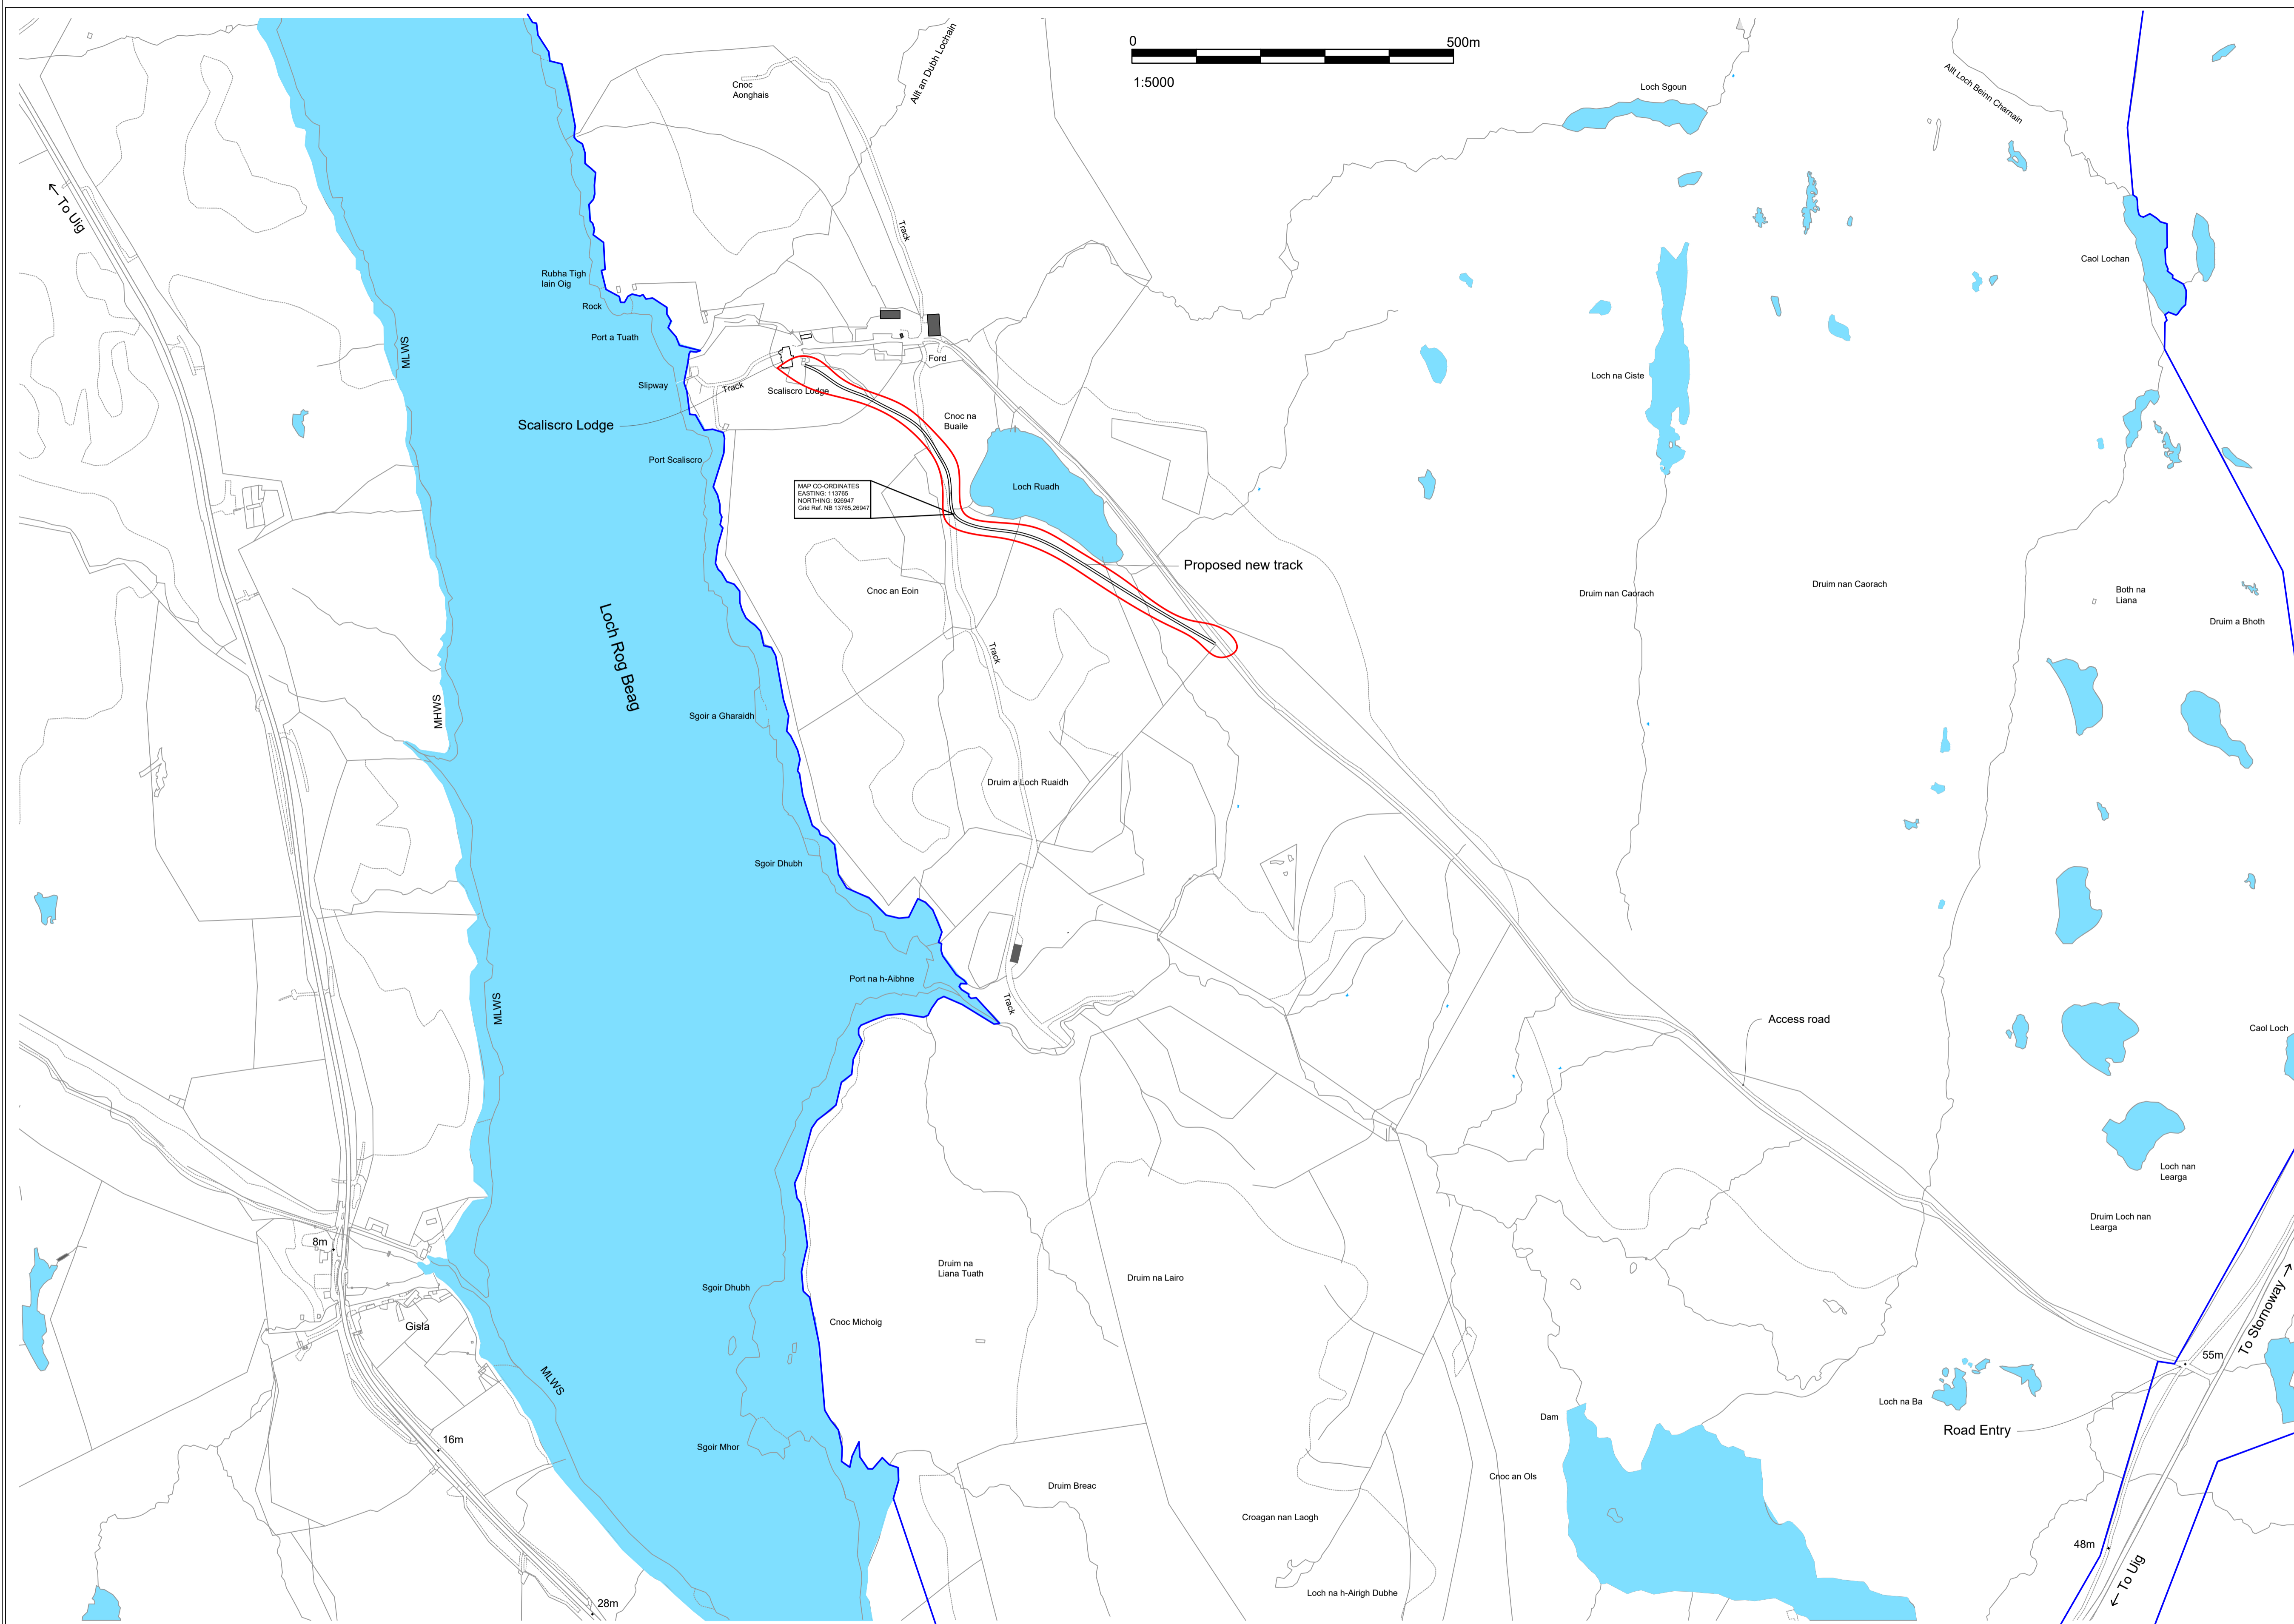 0 500m
1:5000
Allt an Dubh Lochain
Cnoc
Aonghais
Loch Sgoun
Allt Loch Beinn Charnain
← To Uig
Track
Caol Lochan
Rubha Tigh
Iain Oig
Rock
Port a Tuath
MLWS
Ford
Slipway
Track
Scaliscro Lodge
Loch na Ciste
Scaliscro Lodge
Cnoc na
Buaile
Port Scaliscro
Loch Ruadh
MAP CO-ORDINATES
EASTING: 113765
NORTHING: 926947
Grid Ref. NB 13765,26947
Proposed new track
Cnoc an Eoin
Druim nan Caorach
Druim nan Caorach
Both na
Liana
Druim a Bhoth
Loch Rog Beag
Track
MHWS
Sgoir a Gharaidh
Druim a Loch Ruaidh
Sgoir Dhubh
Port na h-Aibhne
MLWS
Track
Access road
Caol Loch
Loch nan
Learga
Druim Loch nan
Learga
8m
Druim na
Liana Tuath
Druim na Lairo
Sgoir Dhubh
Gisla
Cnoc Michoig
To Stornoway →
55m
MLWS
Loch na Ba
Dam
Road Entry
16m
Sgoir Mhor
Cnoc an Ols
Druim Breac
Croagan nan Laogh
48m
← To Uig
Loch na h-Airigh Dubhe
28m